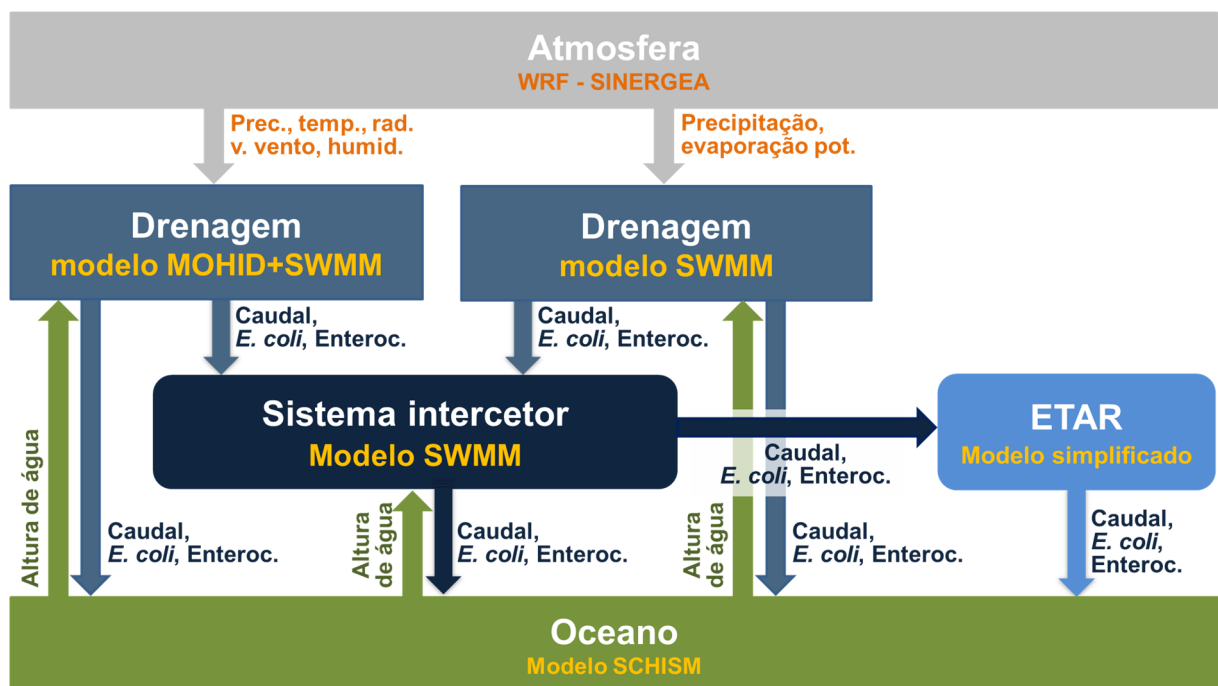 Atmosfera
WRF - SINERGEA
Prec., temp., rad.
v. vento, humid.
Precipitação,
evaporação pot.
Drenagem
modelo MOHID+SWMM
Drenagem
modelo SWMM
Caudal,
E. coli, Enteroc.
Caudal,
E. coli, Enteroc.
Sistema intercetor
Modelo SWMM
ETAR
Modelo simplificado
Caudal,
E. coli, Enteroc.
Altura de água
Caudal,
E. coli, Enteroc.
Altura
de água
Caudal,
E. coli, Enteroc.
Altura
de água
Caudal,
E. coli, Enteroc.
Caudal,
E. coli,
Enteroc.
Oceano
Modelo SCHISM